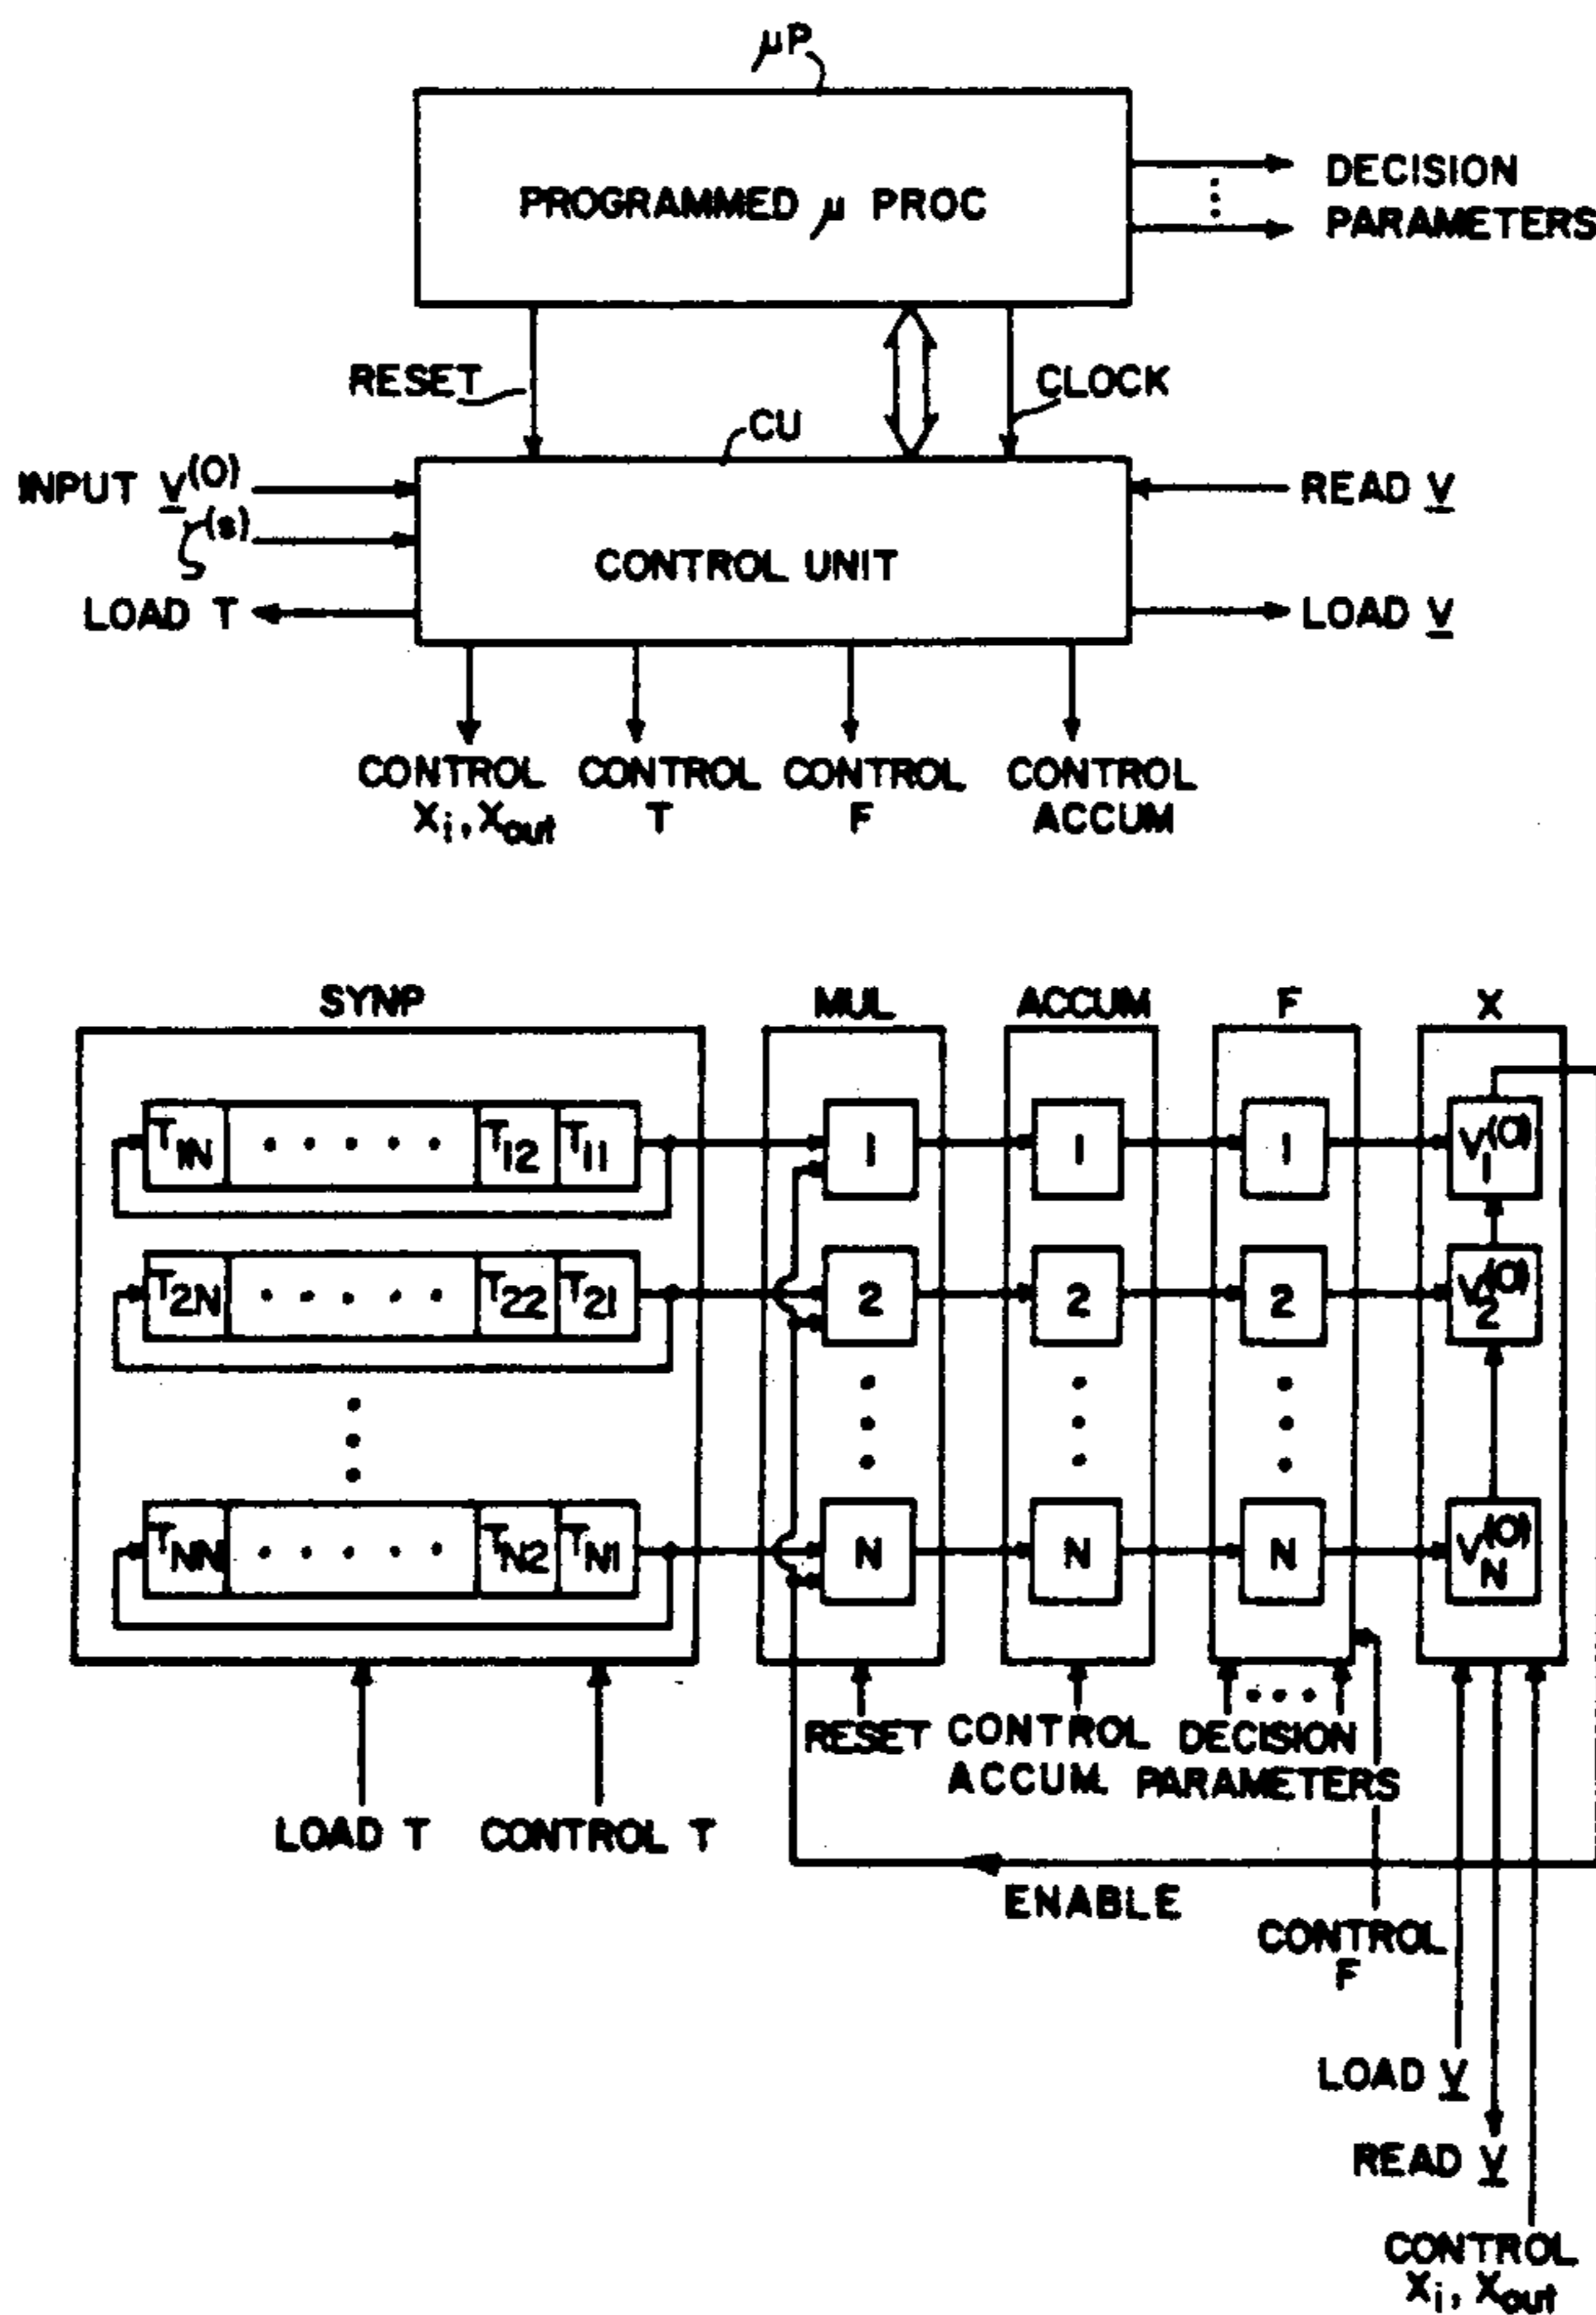 μP
PROGRAMMED μ PROC
DECISION
PARAMETERS
RESET
CLOCK
CU
INPUT V(0)
ζ(s)
LOAD T
CONTROL UNIT
READ V
LOAD V
CONTROL
Xi, Xout
CONTROL
T
CONTROL
F
CONTROL
ACCUM
SYNP
MUL
ACCUM
F
X
T1N ..... T12 T11
1
1
1
V1(0)
T2N ..... T22 T21
2
2
2
V2(0)
TNN ..... TN2 TN1
N
N
N
VN(0)
RESET
CONTROL
ACCUM.
DECISION
PARAMETERS
LOAD T
CONTROL T
ENABLE
CONTROL
F
LOAD V
READ V
CONTROL
Xi, Xout